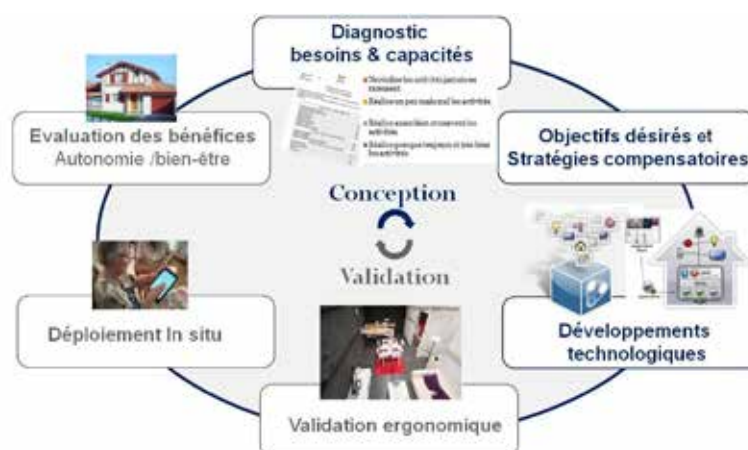 Diagnostic
besoins & capacités
Evaluation des bénéfices
Autonomie /bien-être
Objectifs désirés et
Stratégies compensatoires
Conception
Validation
Déploiement In situ
Développements
technologiques
Validation ergonomique